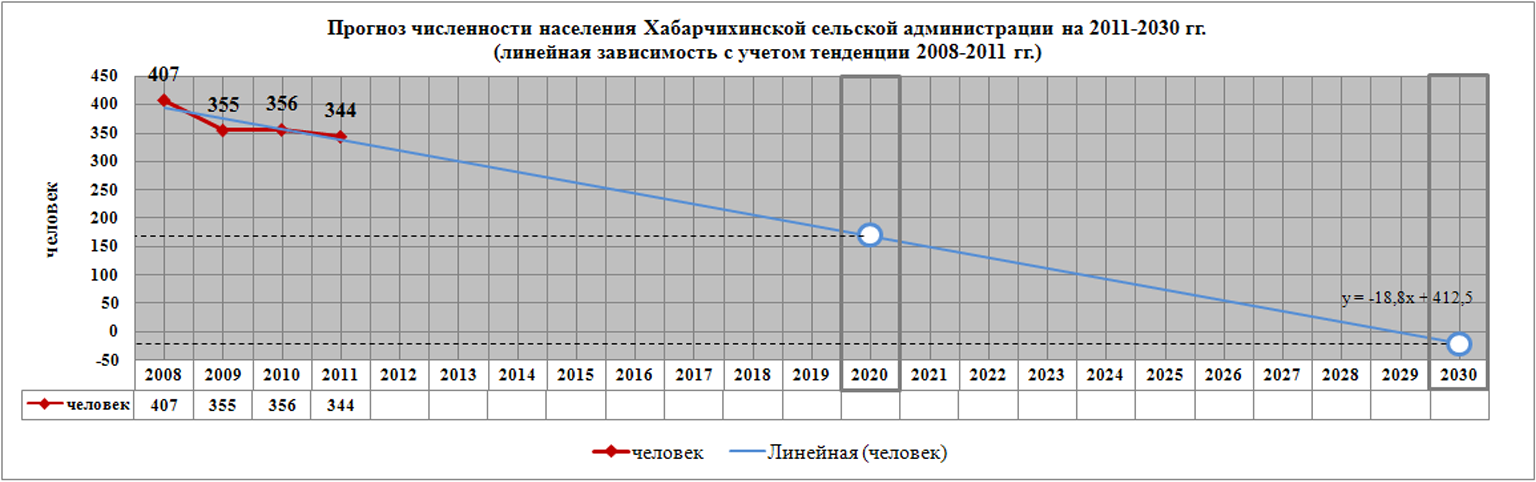 Прогноз численности населения Хабарчихинской сельской администрации на 2011-2030 гг.
(линейная зависимость с учетом тенденции 2008-2011 гг.)
человек
450
400
350
300
250
200
150
100
50
0
-50
407
355
356
344
y = -18,8x + 412,5
2008 2009 2010 2011 2012 2013 2014 2015 2016 2017 2018 2019 2020 2021 2022 2023 2024 2025 2026 2027 2028 2029 2030
человек 407 355 356 344
человек Линейная (человек)